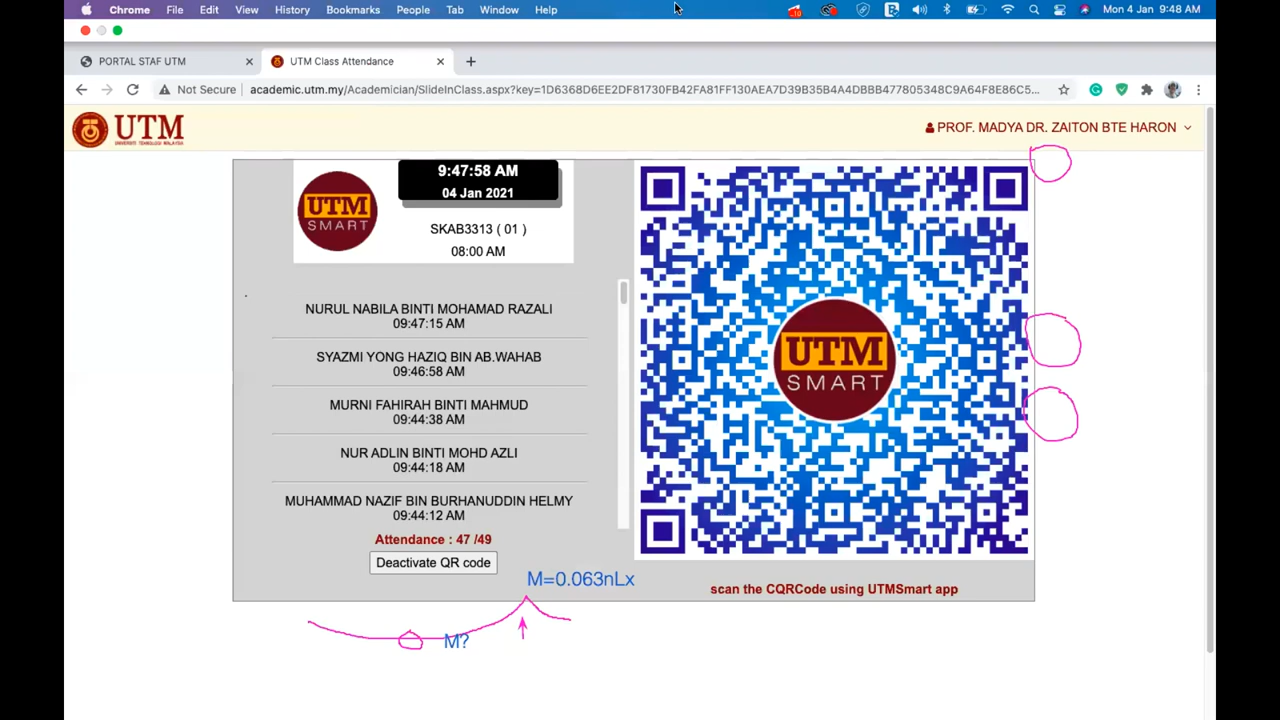 Chrome File Edit View History Bookmarks People Tab Window Help Mon 4 Jan 9:48 AM
PORTAL STAF UTM UTM Class Attendance
Not Secure academic.utm.my/Academician/SlideInClass.aspx?key=1D6368D6EE2DF81730FB42FA81FF130AEA7D39B35B4A4DBBB477805348C9A64F8E86C5...
UTM
UNIVERSITI TEKNOLOGI MALAYSIA
PROF. MADYA DR. ZAITON BTE HARON
9:47:58 AM
04 Jan 2021
UTM
SMART
SKAB3313 ( 01 )
08:00 AM
NURUL NABILA BINTI MOHAMAD RAZALI
09:47:15 AM
SYAZMI YONG HAZIQ BIN AB.WAHAB
09:46:58 AM
MURNI FAHIRAH BINTI MAHMUD
09:44:38 AM
NUR ADLIN BINTI MOHD AZLI
09:44:18 AM
MUHAMMAD NAZIF BIN BURHANUDDIN HELMY
09:44:12 AM
Attendance : 47 /49
Deactivate QR code
UTM
SMART
scan the CQRCode using UTMSmart app
M=0.063nLx
M?